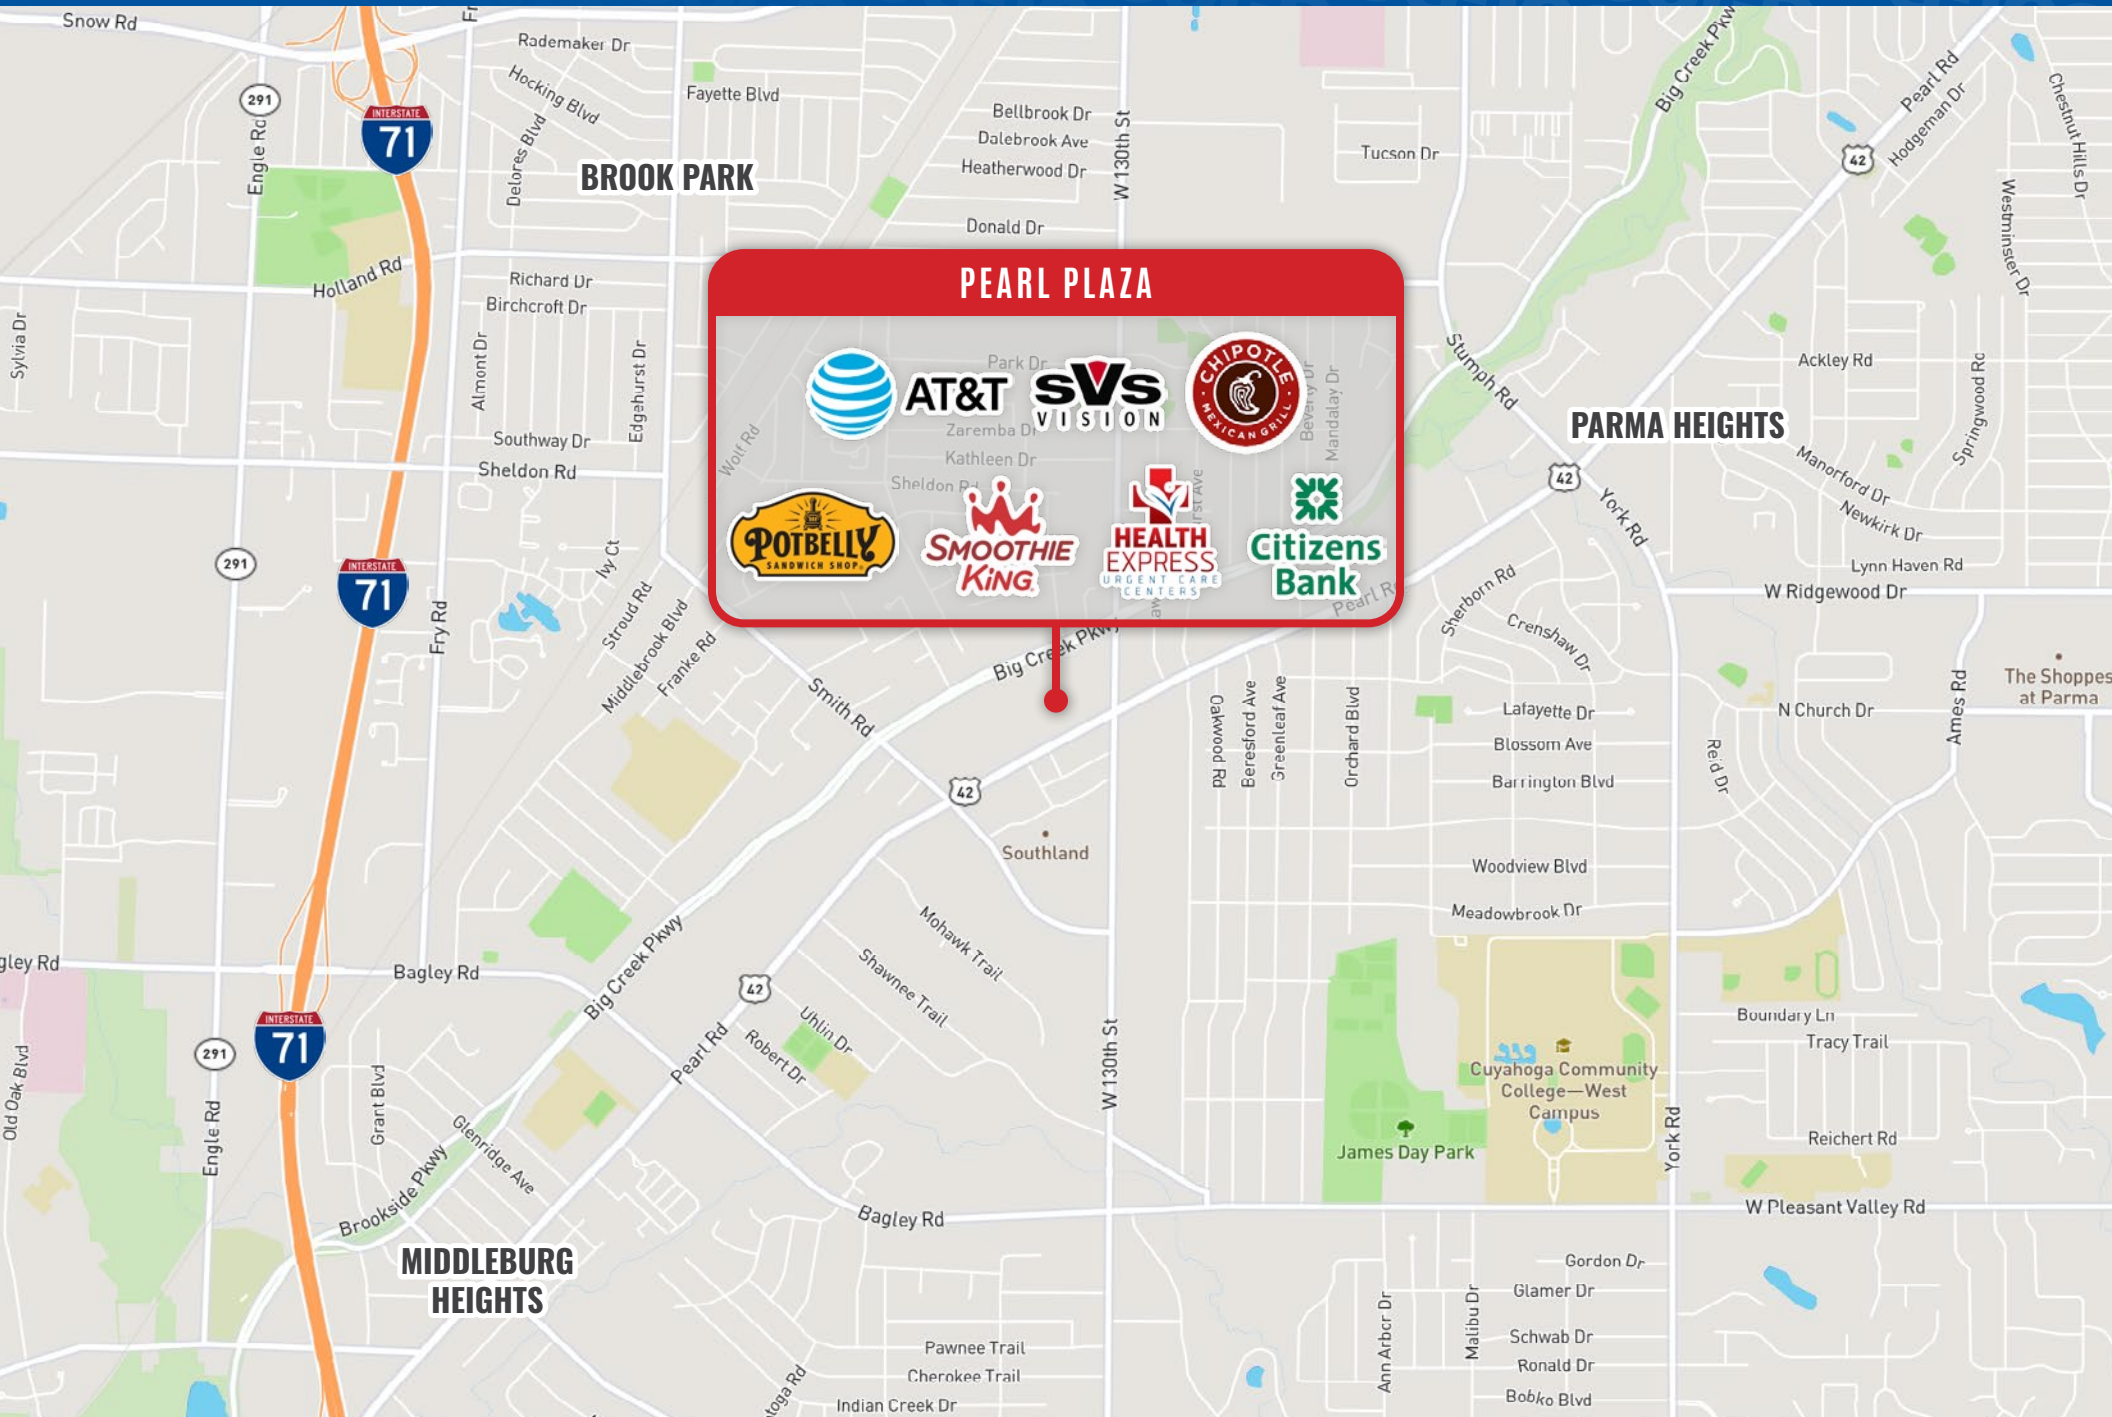 Snow Rd
Fr
Rademaker Dr
Hocking Blvd
Delores Blvd
Fayette Blvd
291
Engle Rd
INTERSTATE
71
BROOK PARK
Bellbrook Dr
Dalebrook Ave
Heatherwood Dr
Donald Dr
W 130th St
Tucson Dr
Big Creek Pkwy
Pearl Rd
Hodgeman Dr
42
Chestnut Hills Dr
Westminster Dr
Holland Rd
Richard Dr
Birchcroft Dr
Sylvia Dr
Almont Dr
Edgehurst Dr
Southway Dr
Sheldon Rd
PEARL PLAZA
AT&T
SVS
VISION
CHIPOTLE
MEXICAN GRILL
Park Dr
Zaremba Dr
Kathleen Dr
Sheldon Rd
Wolf Rd
Beverly Dr
Mandalay Dr
rst Ave
POTBELLY
SANDWICH SHOP
SMOOTHIE
KING
HEALTH
EXPRESS
URGENT CARE
CENTERS
Citizens
Bank
Pearl Rd
Stumph Rd
PARMA HEIGHTS
42
York Rd
Ackley Rd
Springwood Rd
Manorford Dr
Newkirk Dr
Lynn Haven Rd
W Ridgewood Dr
291
INTERSTATE
71
Fry Rd
Ivy Ct
Stroud Rd
Middlebrook Blvd
Franke Rd
Smith Rd
Big Creek Pkwy
Sherborn Rd
Crenshaw Dr
Oakwood Rd
Beresford Ave
Greenleaf Ave
Orchard Blvd
Lafayette Dr
Blossom Ave
Barrington Blvd
Reid Dr
N Church Dr
Ames Rd
The Shoppes
at Parma
42
Southland
Woodview Blvd
Meadowbrook Dr
gley Rd
Bagley Rd
Big Creek Pkwy
42
Pearl Rd
Mohawk Trail
Shawnee Trail
Uhlin Dr
Robert Dr
W 130th St
INTERSTATE
71
291
Old Oak Blvd
Engle Rd
Grant Blvd
Glenridge Ave
Brookside Pkwy
James Day Park
Cuyahoga Community
College—West
Campus
York Rd
Boundary Ln
Tracy Trail
Reichert Rd
Bagley Rd
W Pleasant Valley Rd
MIDDLEBURG
HEIGHTS
Pawnee Trail
Cherokee Trail
Indian Creek Dr
toga Rd
Ann Arbor Dr
Malibu Dr
Gordon Dr
Glamer Dr
Schwab Dr
Ronald Dr
Bobko Blvd